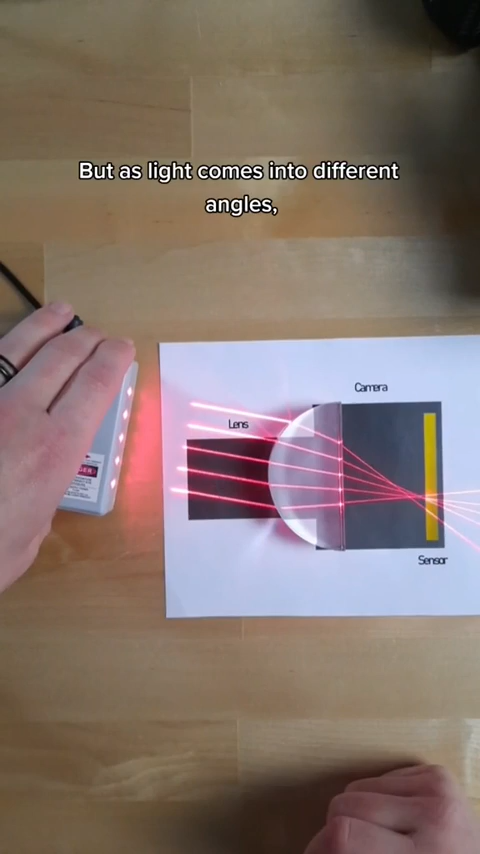 But as light comes into different
angles,
Camera
Lens
Sensor